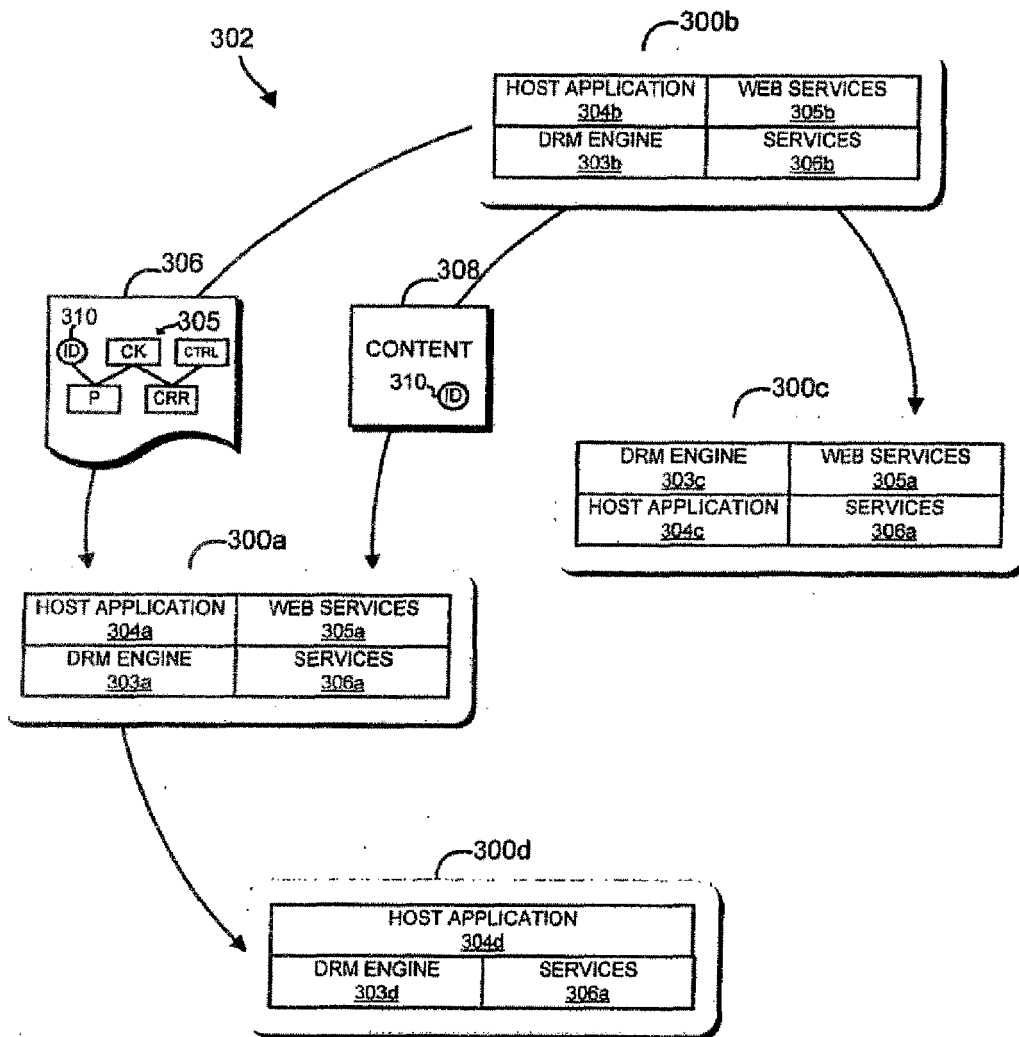 302
300b
HOST APPLICATION
304b
WEB SERVICES
305b
DRM ENGINE
303b
SERVICES
306b
306
310
305
ID
CK
CTRL
P
CRR
308
CONTENT
310
ID
300c
DRM ENGINE
303c
WEB SERVICES
305a
HOST APPLICATION
304c
SERVICES
306a
300a
HOST APPLICATION
304a
WEB SERVICES
305a
DRM ENGINE
303a
SERVICES
306a
300d
HOST APPLICATION
304d
DRM ENGINE
303d
SERVICES
306a